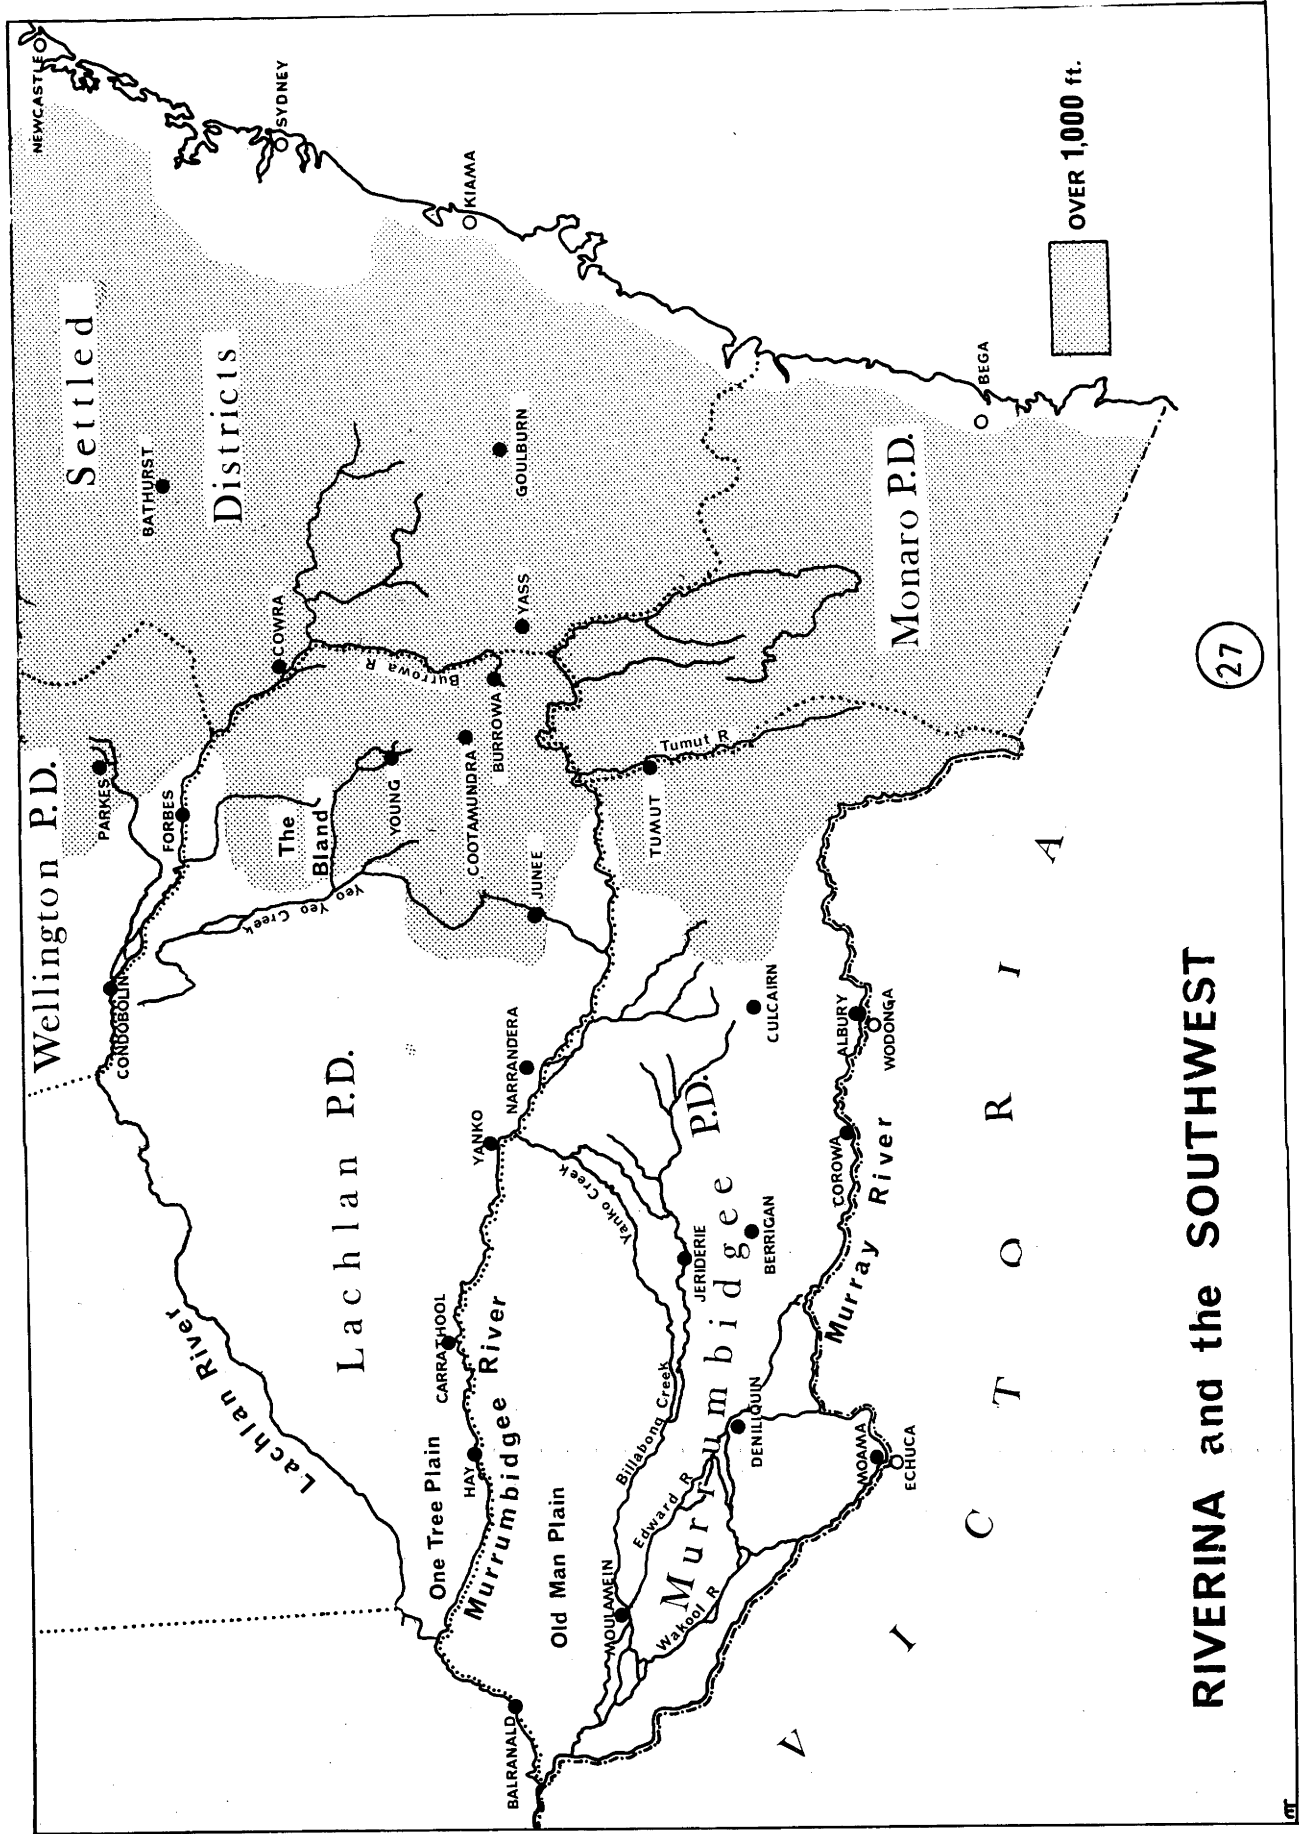 NEWCASTLE
SYDNEY
KIAMA
BEGA
OVER 1,000 ft.
Settled
Districts
BATHURST
GOULBURN
Wellington P.D.
PARKES
FORBES
COWRA
CONDOBOLIN
The
Bland
YOUNG
Yeo Yeo Creek
Burrowa R
BURROWA
YASS
COOTAMUNDRA
JUNEE
Tumut R
TUMUT
Monaro P.D.
Lachlan River
Lachlan P.D.
NARRANDERA
YANKO
CARRATHOOL
HAY
One Tree Plain
Murrumbidgee River
Old Man Plain
BALRANALD
Yanko Creek
CULCAIRN
JERIDERIE
BERRIGAN
Billabong Creek
Edward R
MOULAMEIN
Wakool R
Murrumbidgee P.D.
DENILIQUIN
ALBURY
WODONGA
COROWA
Murray River
MOAMA
ECHUCA
VICTORIA
RIVERINA and the SOUTHWEST
27